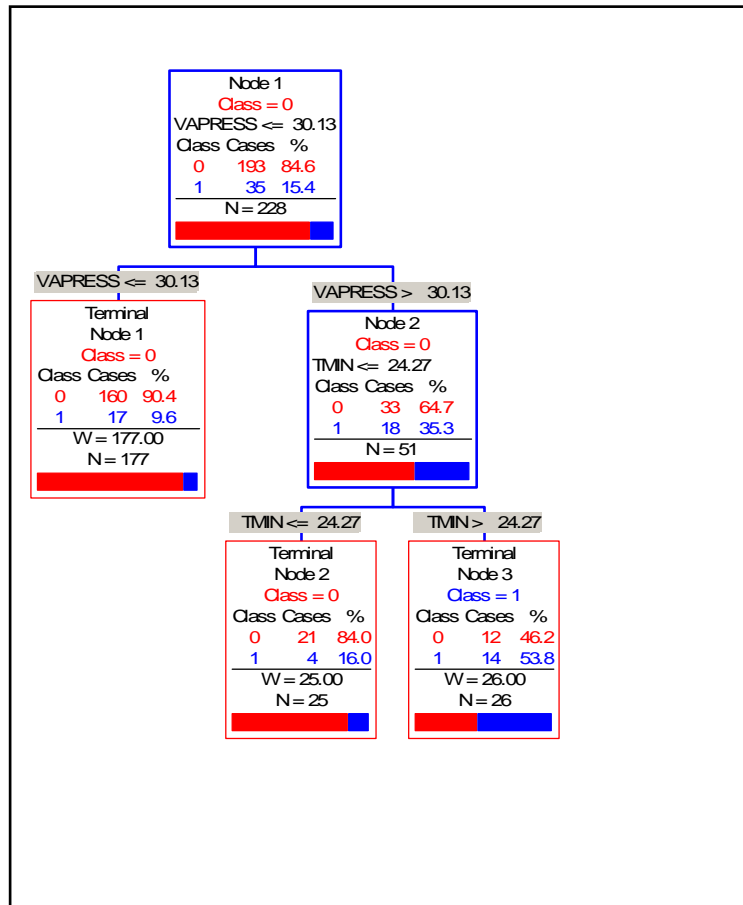 Node 1
Class = 0
VAPRESS <= 30.13
Class Cases %
0 193 84.6
1 35 15.4
N = 228
VAPRESS <= 30.13
VAPRESS > 30.13
Terminal
Node 1
Class = 0
Class Cases %
0 160 90.4
1 17 9.6
W = 177.00
N = 177
Node 2
Class = 0
TMIN <= 24.27
Class Cases %
0 33 64.7
1 18 35.3
N = 51
TMIN <= 24.27
TMIN > 24.27
Terminal
Node 2
Class = 0
Class Cases %
0 21 84.0
1 4 16.0
W = 25.00
N = 25
Terminal
Node 3
Class = 1
Class Cases %
0 12 46.2
1 14 53.8
W = 26.00
N = 26